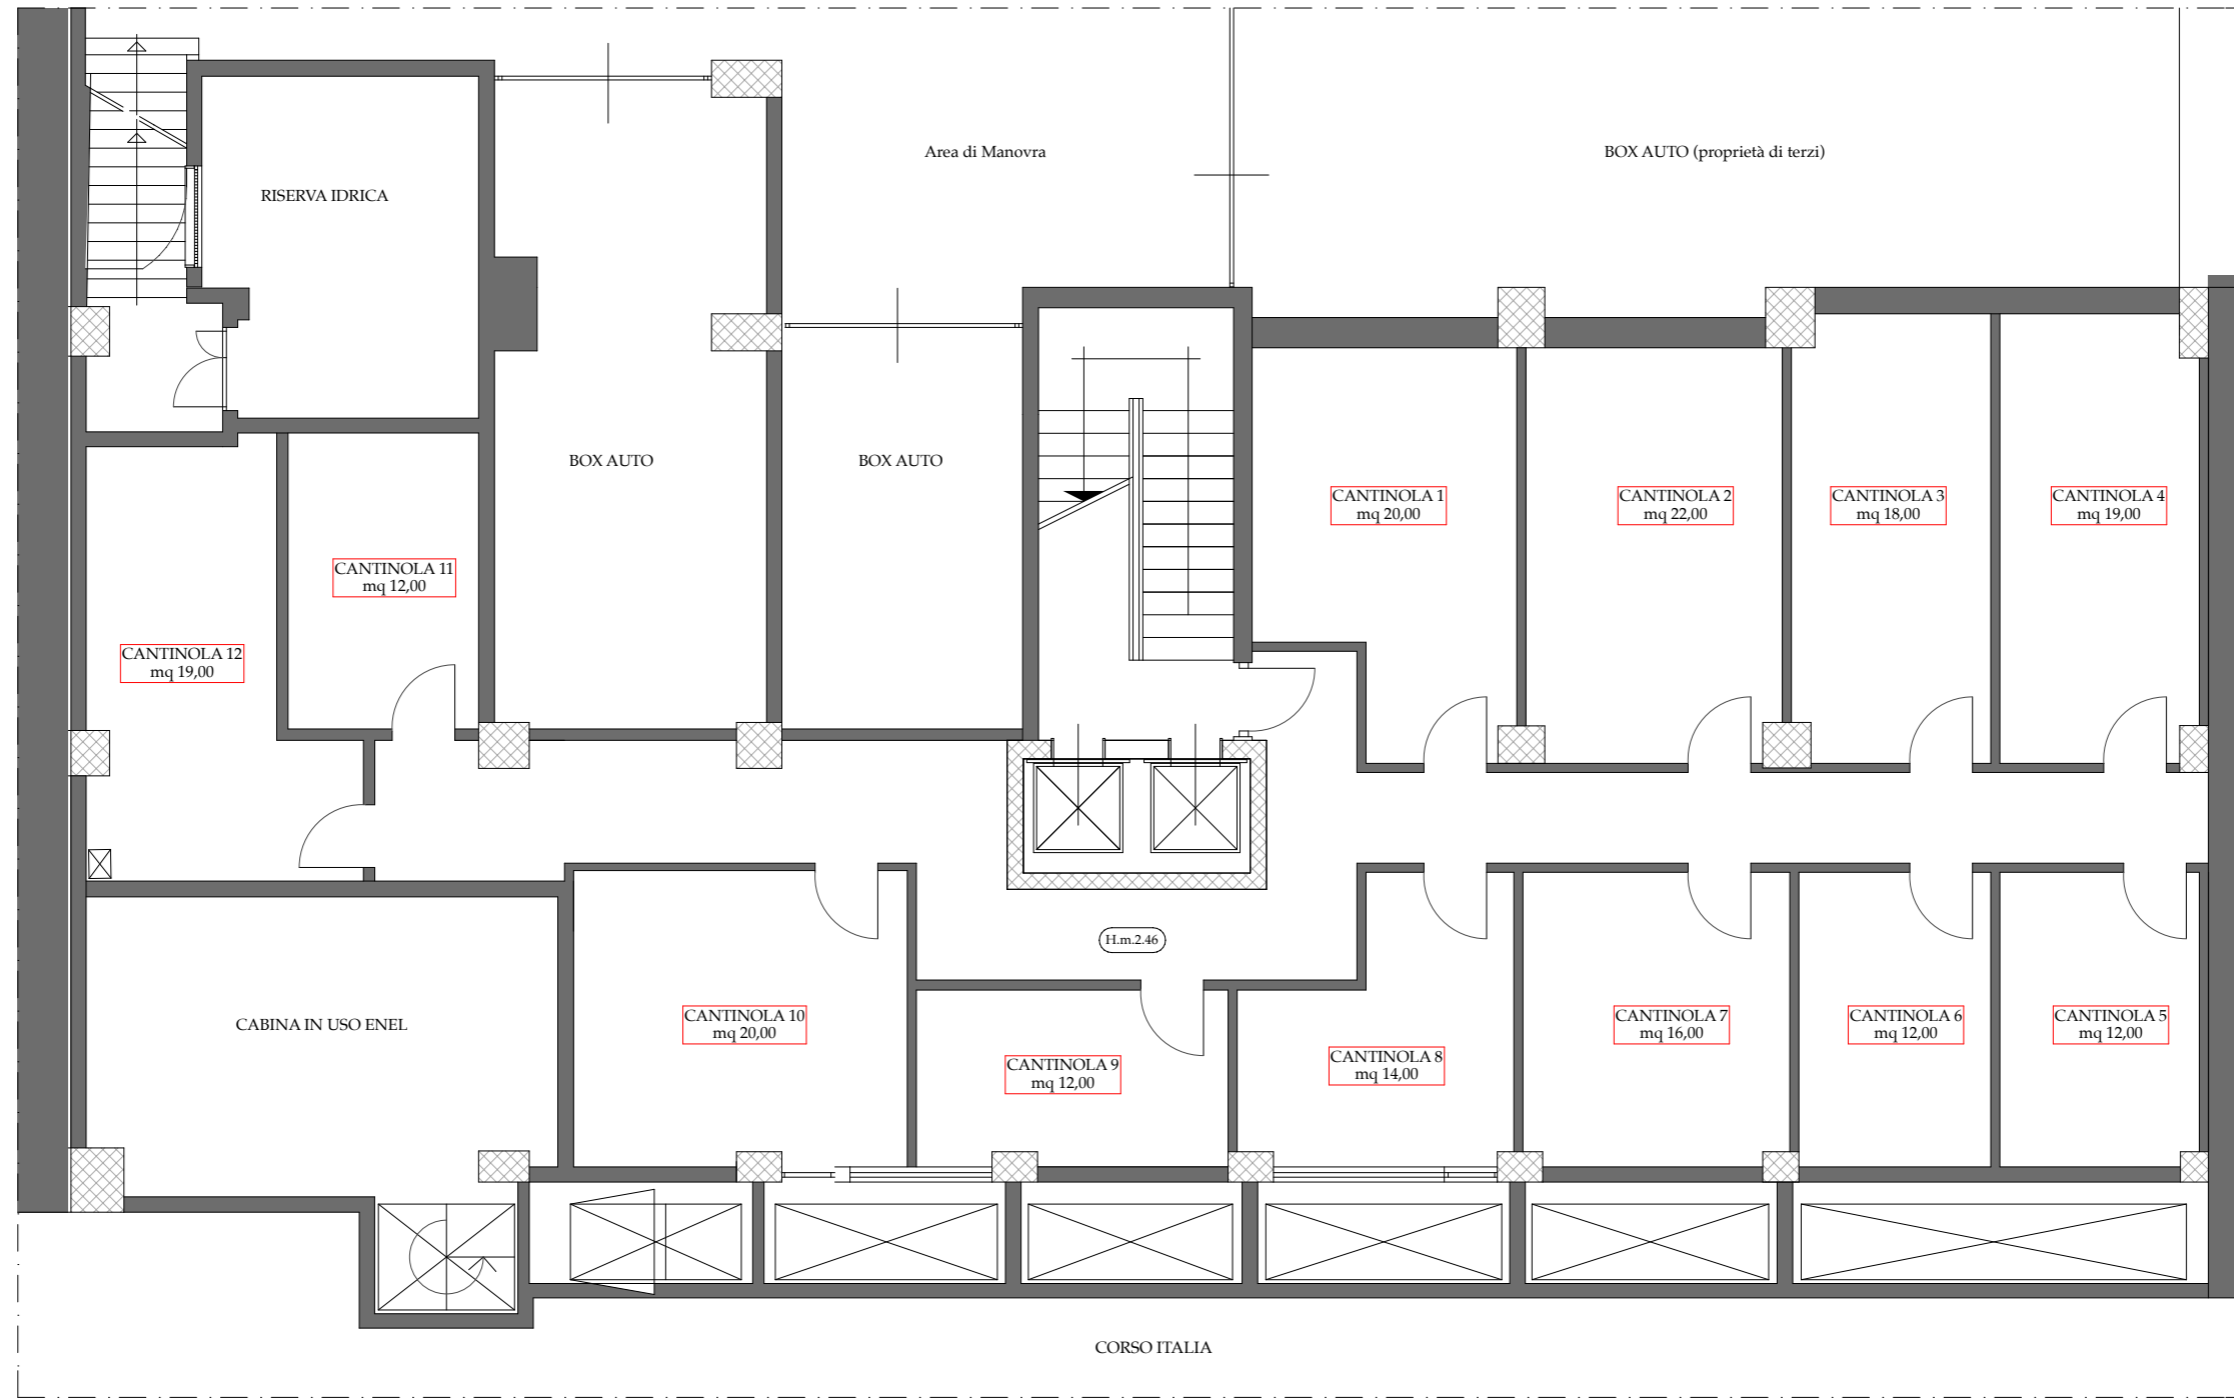 Area di Manovra
BOX AUTO (proprietà di terzi)
RISERVA IDRICA
BOX AUTO
BOX AUTO
CANTINOLA 1
mq 20,00
CANTINOLA 2
mq 22,00
CANTINOLA 3
mq 18,00
CANTINOLA 4
mq 19,00
CANTINOLA 11
mq 12,00
CANTINOLA 12
mq 19,00
H.m.2.46
CABINA IN USO ENEL
CANTINOLA 10
mq 20,00
CANTINOLA 9
mq 12,00
CANTINOLA 8
mq 14,00
CANTINOLA 7
mq 16,00
CANTINOLA 6
mq 12,00
CANTINOLA 5
mq 12,00
CORSO ITALIA